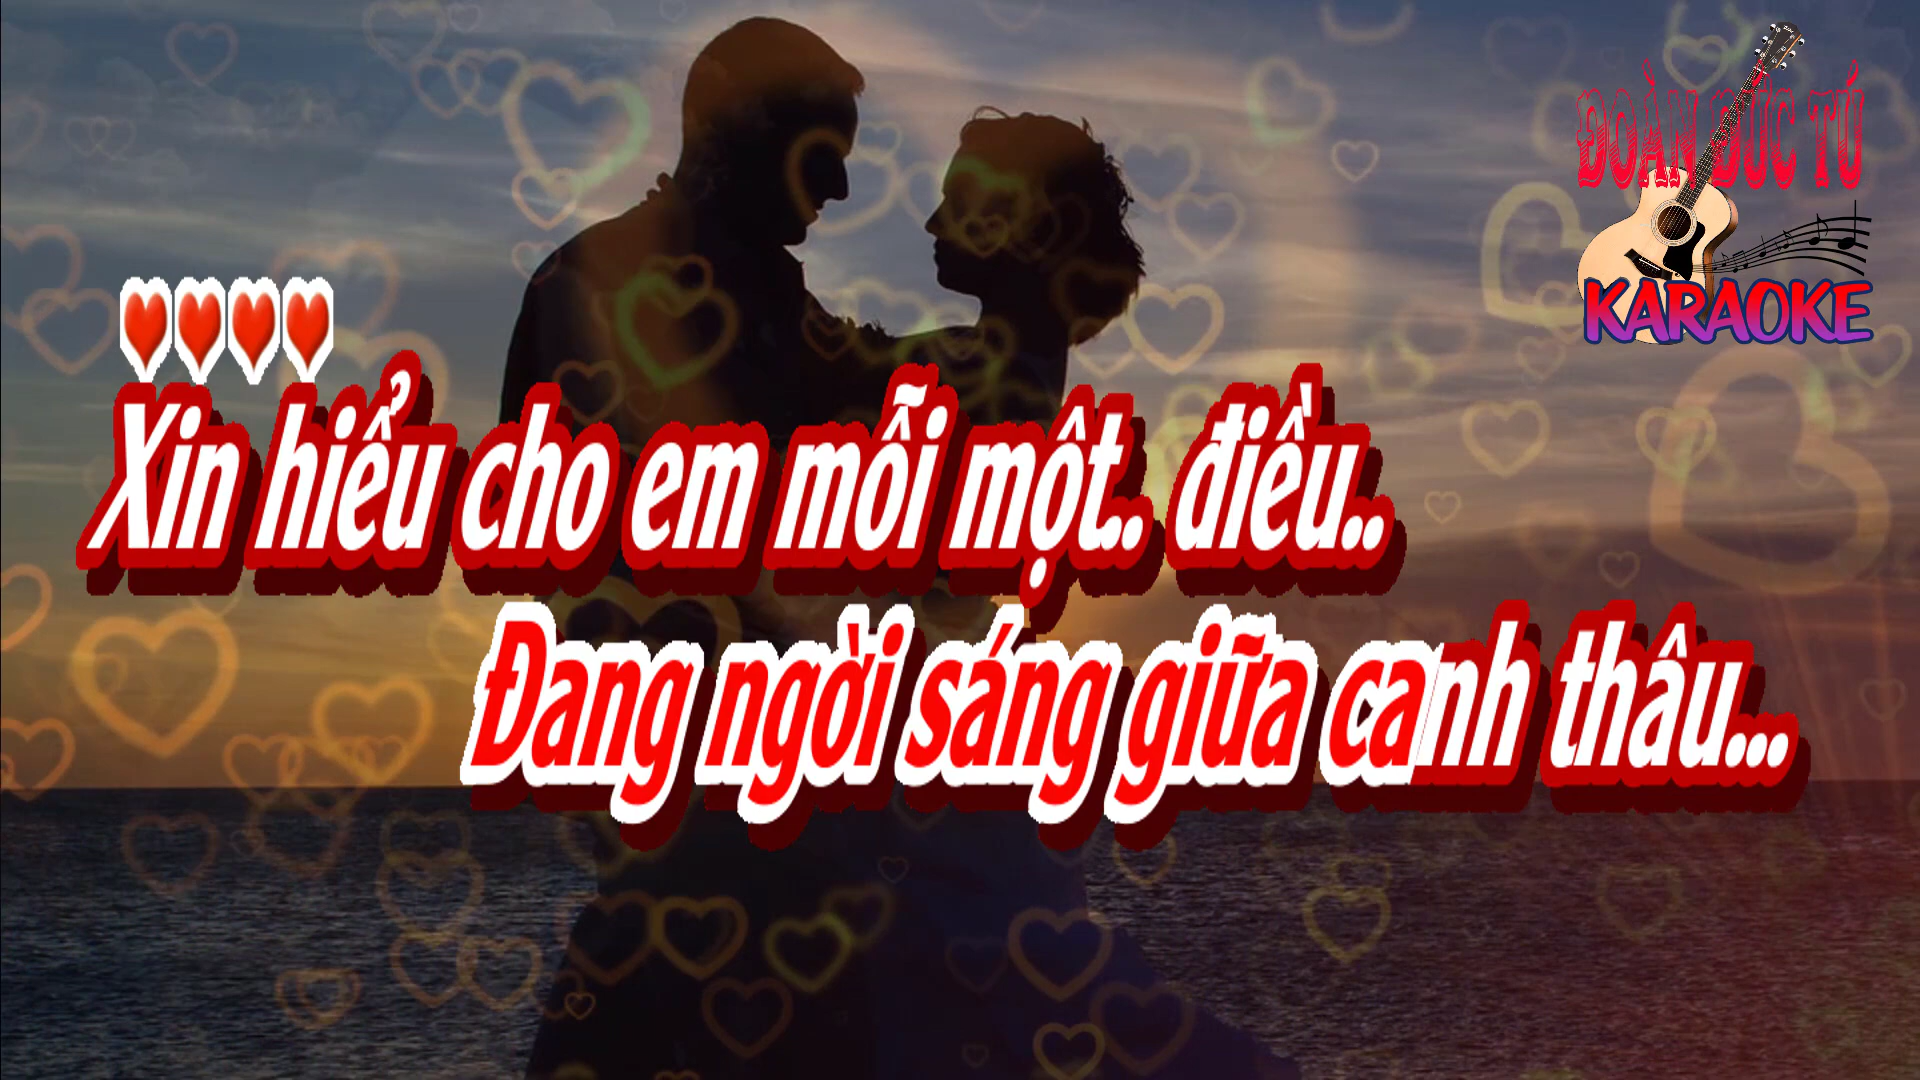 ĐOÀN ĐỨC TÚ
KARAOKE
Xin hiểu cho em mỗi một.. điều..
Đang ngời sáng giữa canh thâu...